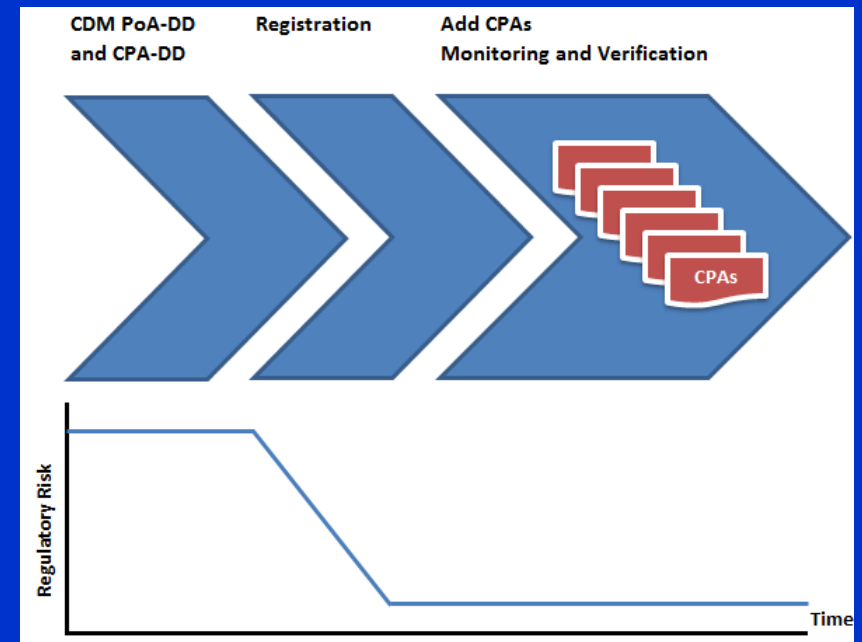 CDM PoA-DD
and CPA-DD
Registration
Add CPAs
Monitoring and Verification
CPAs
Regulatory Risk
Time